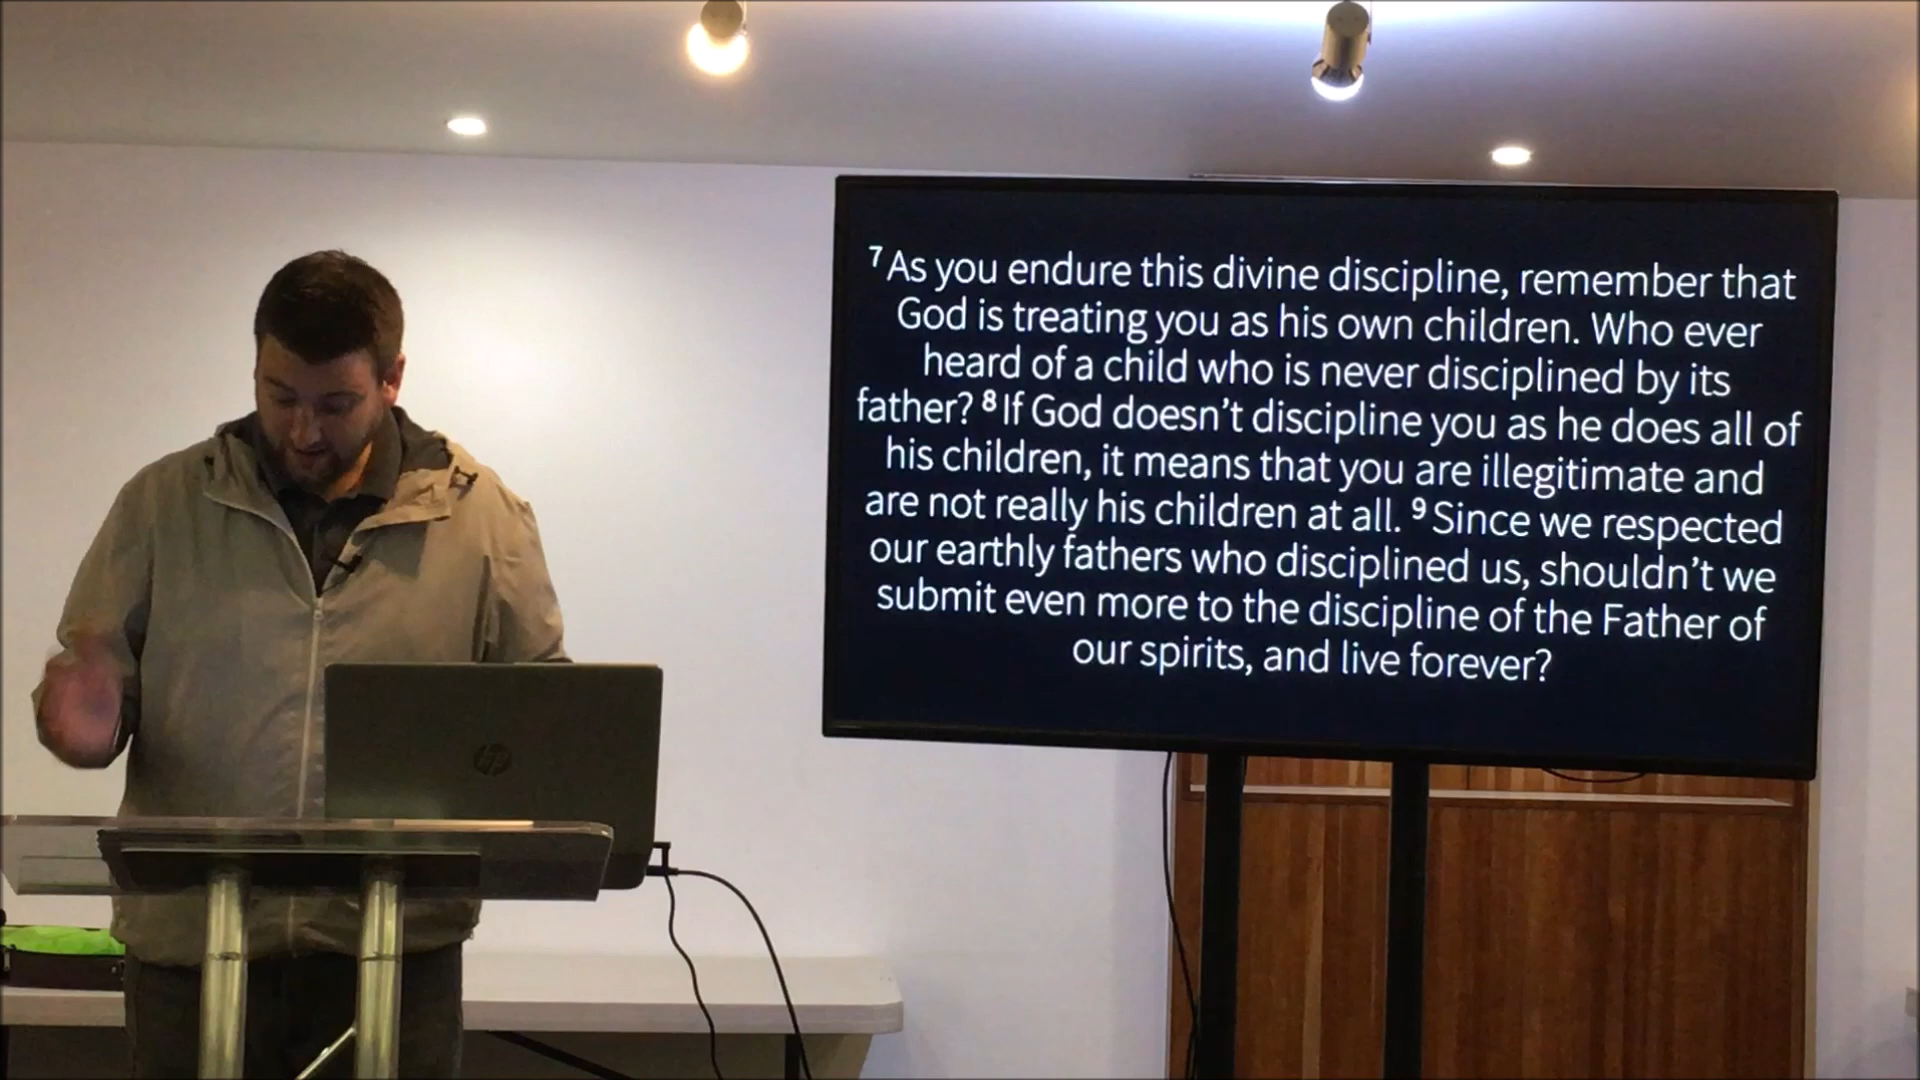 ⁷As you endure this divine discipline, remember that
God is treating you as his own children. Who ever
heard of a child who is never disciplined by its
father? ⁸If God doesn't discipline you as he does all of
his children, it means that you are illegitimate and
are not really his children at all. ⁹Since we respected
our earthly fathers who disciplined us, shouldn't we
submit even more to the discipline of the Father of
our spirits, and live forever?
hp